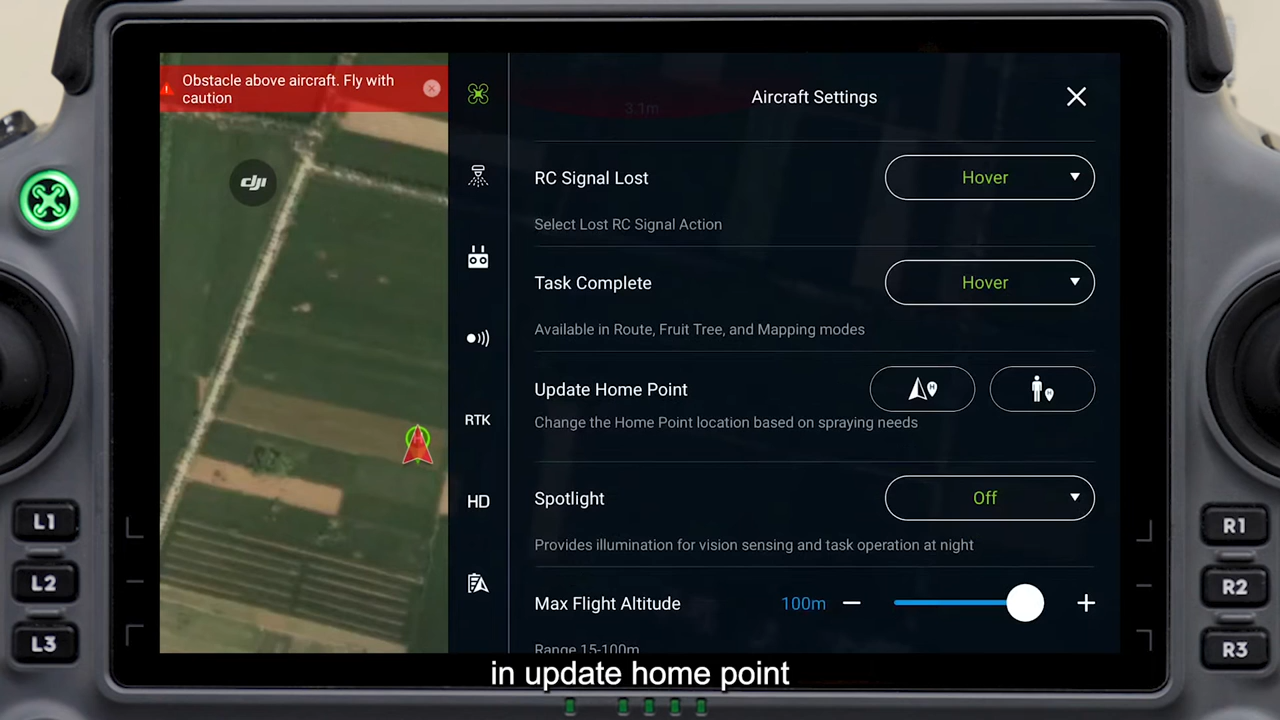 Obstacle above aircraft. Fly with
caution
dji
3.1m
Aircraft Settings
RC Signal Lost
Hover
Select Lost RC Signal Action
Task Complete
Hover
Available in Route, Fruit Tree, and Mapping modes
Update Home Point
H
Change the Home Point location based on spraying needs
Spotlight
Off
Provides illumination for vision sensing and task operation at night
Max Flight Altitude
100m
Range 15-100m
RTK
HD
L1
L2
L3
R1
R2
R3
in update home point